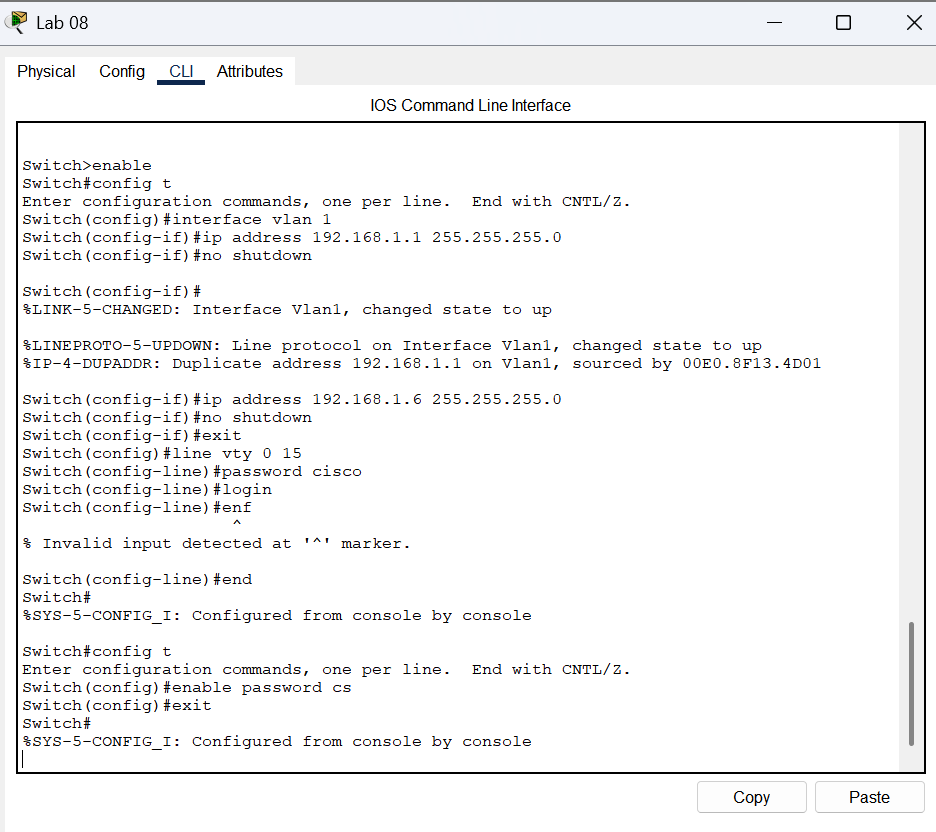 Lab 08
Physical Config CLI Attributes
IOS Command Line Interface
Switch>enable
Switch#config t
Enter configuration commands, one per line.  End with CNTL/Z.
Switch(config)#interface vlan 1
Switch(config-if)#ip address 192.168.1.1 255.255.255.0
Switch(config-if)#no shutdown
Switch(config-if)#
%LINK-5-CHANGED: Interface Vlan1, changed state to up
%LINEPROTO-5-UPDOWN: Line protocol on Interface Vlan1, changed state to up
%IP-4-DUPADDR: Duplicate address 192.168.1.1 on Vlan1, sourced by 00E0.8F13.4D01
Switch(config-if)#ip address 192.168.1.6 255.255.255.0
Switch(config-if)#no shutdown
Switch(config-if)#exit
Switch(config)#line vty 0 15
Switch(config-line)#password cisco
Switch(config-line)#login
Switch(config-line)#enf
^
% Invalid input detected at '^' marker.
Switch(config-line)#end
Switch#
%SYS-5-CONFIG_I: Configured from console by console
Switch#config t
Enter configuration commands, one per line.  End with CNTL/Z.
Switch(config)#enable password cs
Switch(config)#exit
Switch#
%SYS-5-CONFIG_I: Configured from console by console
Copy Paste